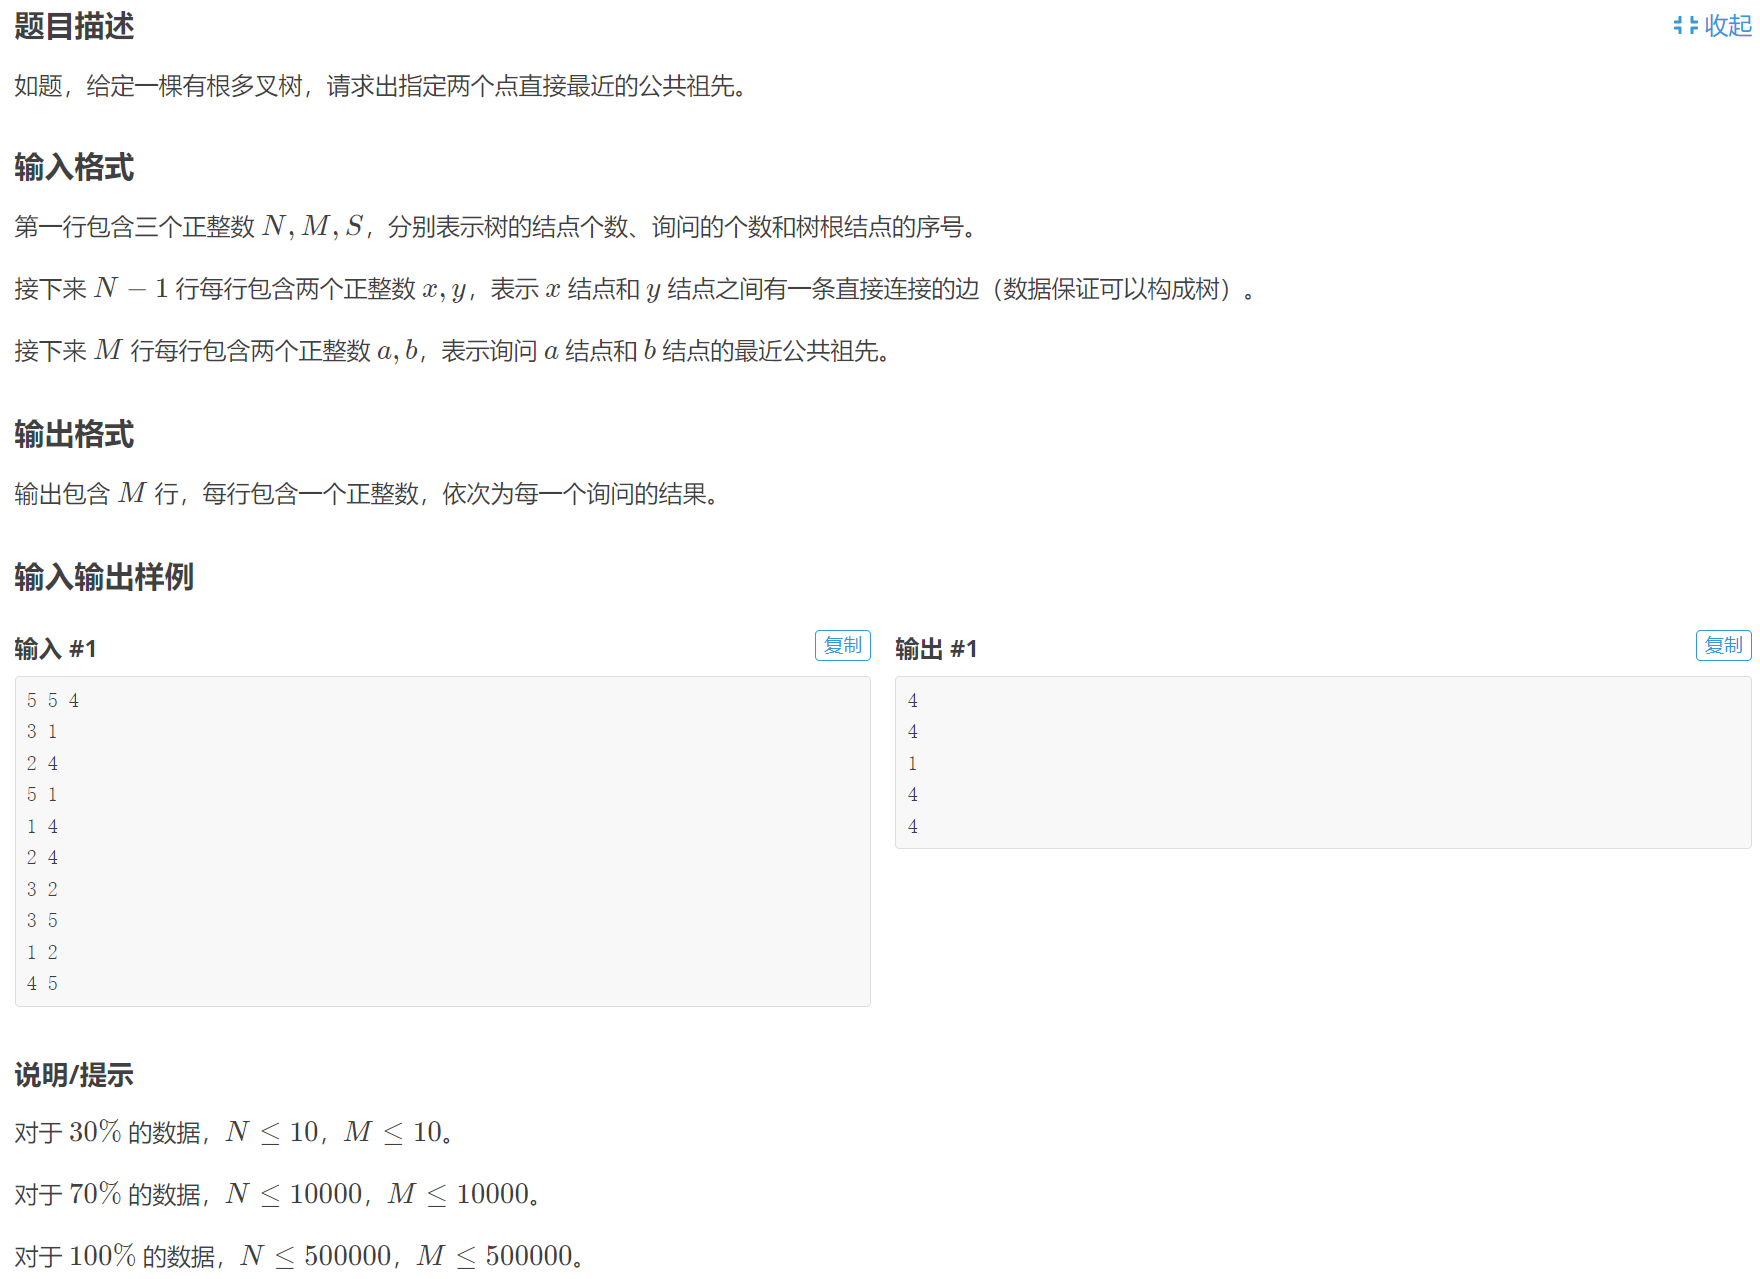 题目描述
收起
如题，给定一棵有根多叉树，请求出指定两个点直接最近的公共祖先。
输入格式
第一行包含三个正整数 N, M, S，分别表示树的结点个数、询问的个数和树根结点的序号。
接下来 N − 1 行每行包含两个正整数 x, y，表示 x 结点和 y 结点之间有一条直接连接的边（数据保证可以构成树）。
接下来 M 行每行包含两个正整数 a, b，表示询问 a 结点和 b 结点的最近公共祖先。
输出格式
输出包含 M 行，每行包含一个正整数，依次为每一个询问的结果。
输入输出样例
输入 #1
复制
5 5 4
3 1
2 4
5 1
1 4
2 4
3 2
3 5
1 2
4 5
输出 #1
复制
4
4
1
4
4
说明/提示
对于 30% 的数据，N ≤ 10，M ≤ 10。
对于 70% 的数据，N ≤ 10000，M ≤ 10000。
对于 100% 的数据，N ≤ 500000，M ≤ 500000。